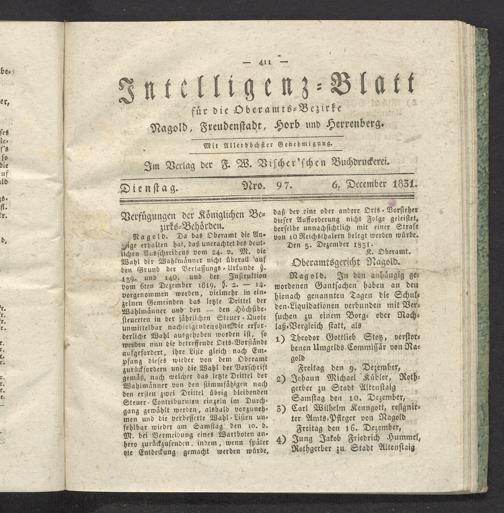 — 411 —
Intelligenz-Blatt
für die Oberamts-Bezirke
Nagold, Freudenstadt, Horb und Herrenberg.
Mit Allerhöchster Genehmigung.
Im Verlag der F. W. Vischer'schen Buchdruckerei.
Dienstag. Nro. 97. 6. December 1831.
Verfügungen der Königlichen Be-
zirks-Behörden.
Nagold. Da das Oberamt die An-
zeige erhalten hat, das unerachtet des deut-
lichen Ausschreibens vom 24. v. M. die
Wahl der Wahlmänner nicht überall auf
den Grund der Verfassungs-Urkunde §.
139. und 140. und der Instruktion
vom 6ten Dezember 1819, §. 2. — 14.
vorgenommen worden, vielmehr in ein-
zelnen Gemeinden das letzte Drittel der
Wahlmänner und den — den Höchstbe-
steuerten in der jährlichen Steuer-Quote
unmittelbar nachfolgenden ohne erfor-
derliche Wahl angesehen worden ist, so
werden nun die betreffende Orts-Vorstände
aufgefordert, ihre Liste gleich nach Em-
pfang dieses wieder von dem Oberamt
zurückfordern und die Wahl der Vorschrift
gemäß, nach welcher das letzte Drittel der
Wahlmänner von den stimmfähigen nach
den ersten zwei Drittel übrig bleibenden
Steuer-Contribuenten einzeln im Durch-
gang gewählt werden, alsbald vorzuneh-
men und die verbesserte Wahl-Listen un-
fehlbar wieder am Samstag den 10. d.
M. bei Vermeidung eines Wartboten an-
hero zurückzusenden, indem, wenn später
die Entdeckung gemacht werden würde,
daß der eine oder andere Orts-Vorsteher
dieser Aufforderung nicht Folge geleistet,
derselbe unnachsichtlich mit einer Strafe
von 10 Reichsthalern belegt werden würde.
Den 5. Dezember 1831.
K. Oberamt.
Oberamtsgericht Nagold.
Nagold. In den anhängig ge-
wordenen Gantsachen haben an den
hienach genannten Tagen die Schul-
den-Liquidationen verbunden mit Ver-
suchen zu einem Borg- oder Nach-
laß-Vergleich statt, als
1) Theodor Gottlieb Stotz, verstor-
benen Umgelds Commissär von Na-
gold
Freitag den 9. Dezember,
2) Johann Michael Kübler, Roth-
gerber zu Stadt Altenstaig
Samstag den 10. Dezember,
3) Carl Wilhelm Kenngott, resignir-
ter Amts-Pfleger von Nagold
Freitag den 16. Dezember,
4) Jung Jakob Friedrich Hummel,
Rothgerber zu Stadt Altenstaig